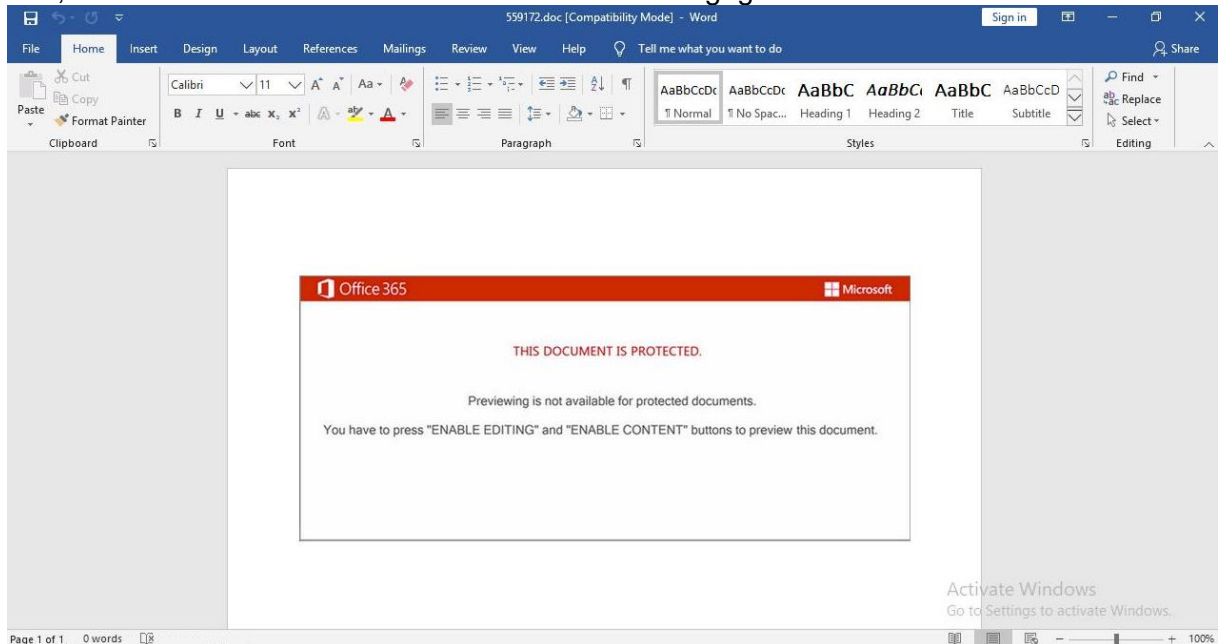 559172.doc [Compatibility Mode] - Word
Sign in
File Home Insert Design Layout References Mailings Review View Help Tell me what you want to do Share
Paste
Cut
Copy
Format Painter
Calibri 11
Clipboard Font Paragraph Styles Editing
AaBbCcDc AaBbCcDc AaBbC AaBbCc AaBbC AaBbCcD
¶ Normal ¶ No Spac... Heading 1 Heading 2 Title Subtitle
Find
Replace
Select
Office 365 Microsoft
THIS DOCUMENT IS PROTECTED.
Previewing is not available for protected documents.
You have to press "ENABLE EDITING" and "ENABLE CONTENT" buttons to preview this document.
Activate Windows
Go to Settings to activate Windows.
Page 1 of 1 0 words 100%